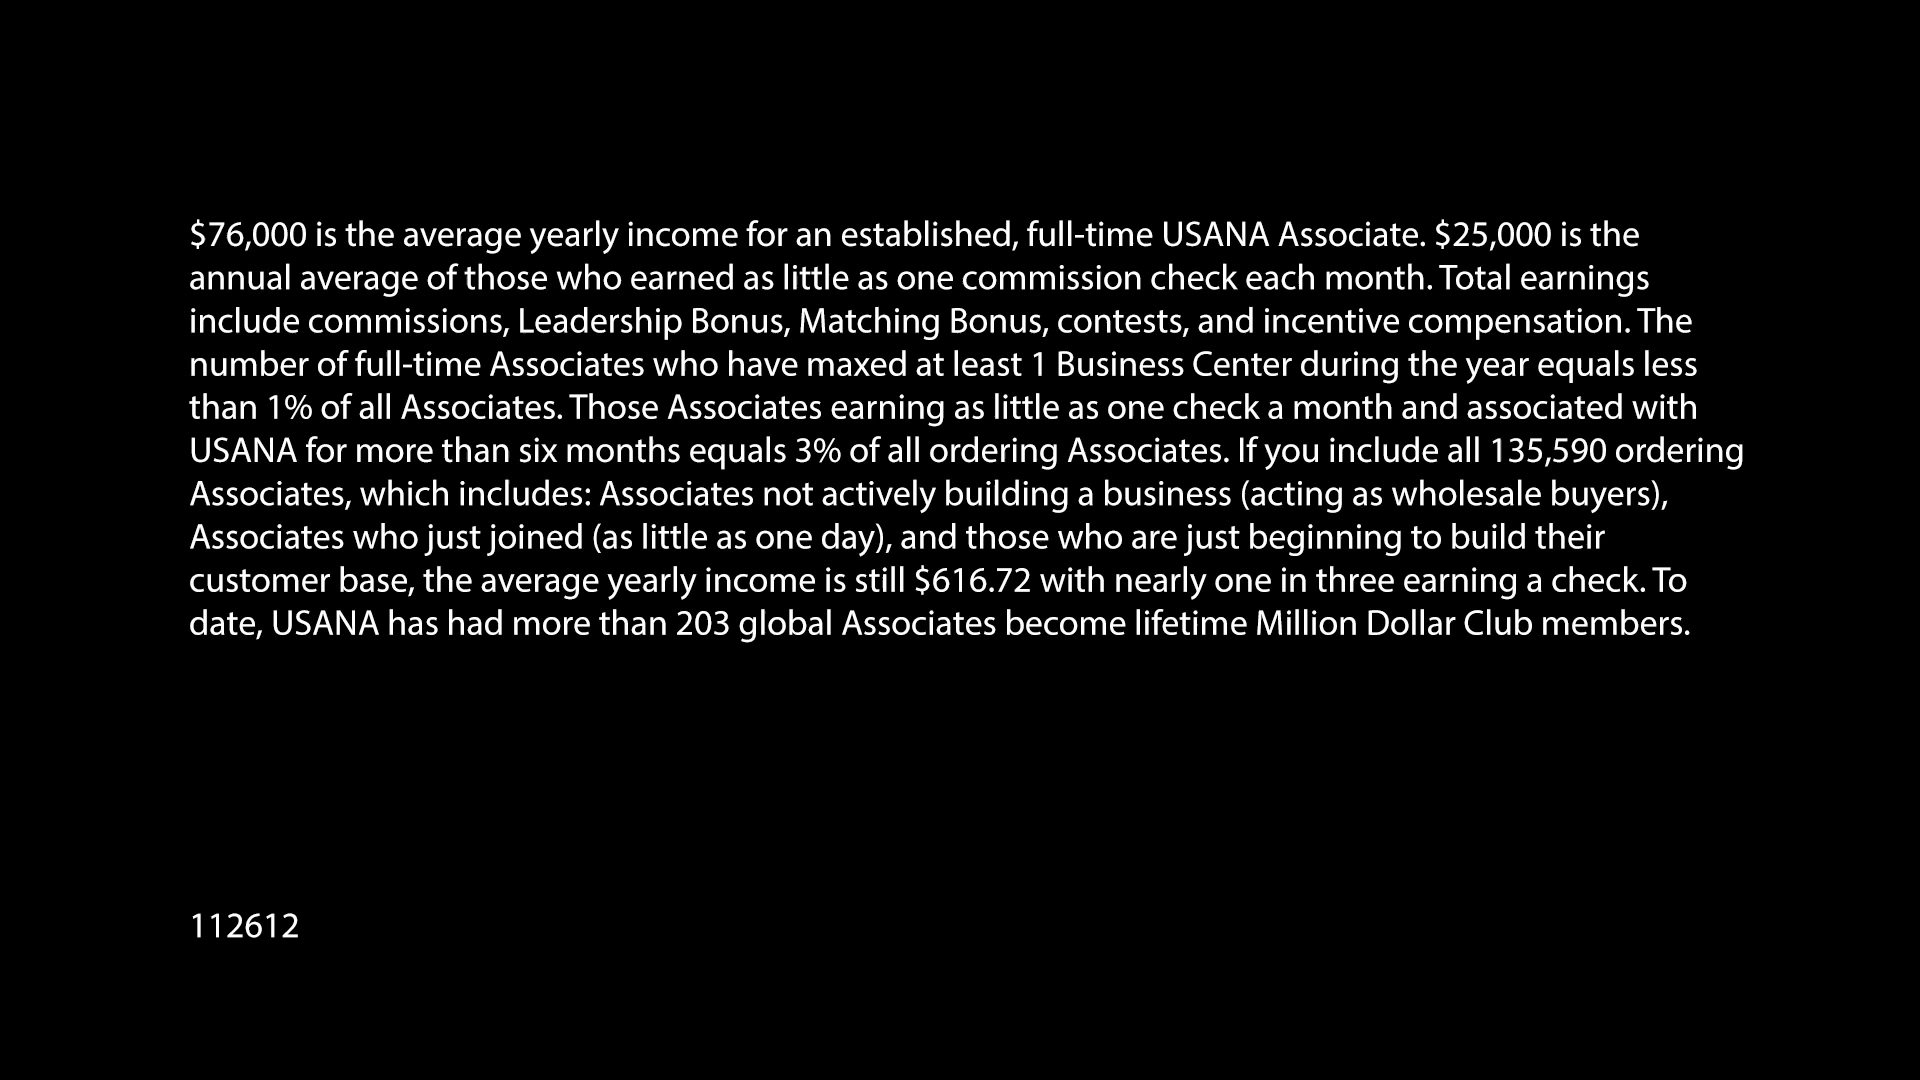 $76,000 is the average yearly income for an established, full-time USANA Associate. $25,000 is the
annual average of those who earned as little as one commission check each month. Total earnings
include commissions, Leadership Bonus, Matching Bonus, contests, and incentive compensation. The
number of full-time Associates who have maxed at least 1 Business Center during the year equals less
than 1% of all Associates. Those Associates earning as little as one check a month and associated with
USANA for more than six months equals 3% of all ordering Associates. If you include all 135,590 ordering
Associates, which includes: Associates not actively building a business (acting as wholesale buyers),
Associates who just joined (as little as one day), and those who are just beginning to build their
customer base, the average yearly income is still $616.72 with nearly one in three earning a check. To
date, USANA has had more than 203 global Associates become lifetime Million Dollar Club members.
112612